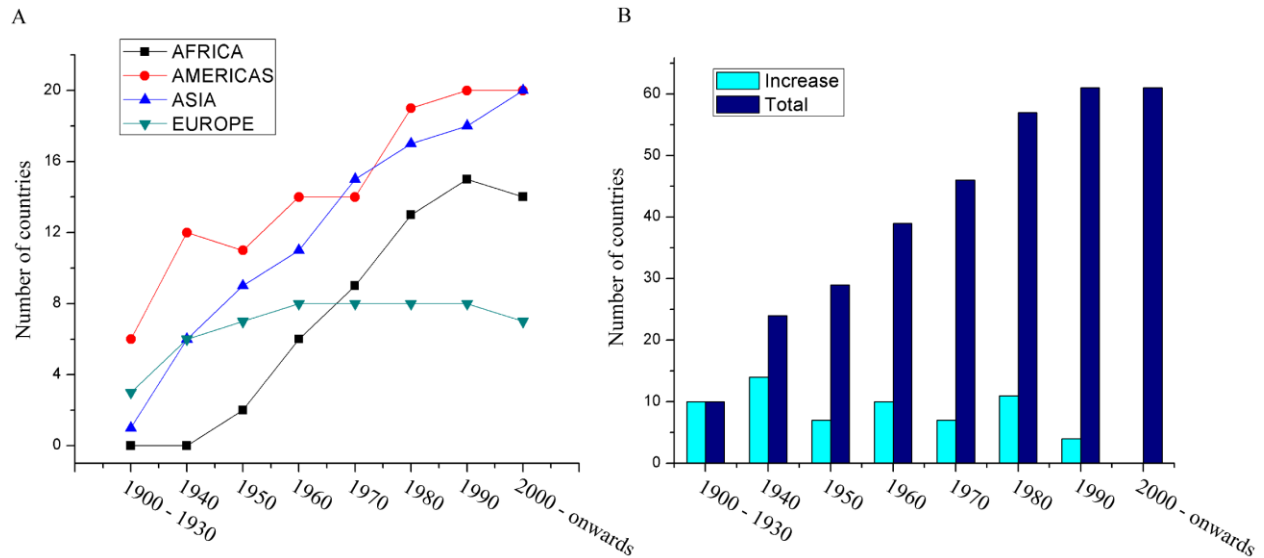 A
AFRICA
AMERICAS
ASIA
EUROPE
Number of countries
20
16
12
8
4
0
1900 - 1930
1940
1950
1960
1970
1980
1990
2000 - onwards
B
Increase
Total
Number of countries
60
50
40
30
20
10
0
1900 - 1930
1940
1950
1960
1970
1980
1990
2000 - onwards